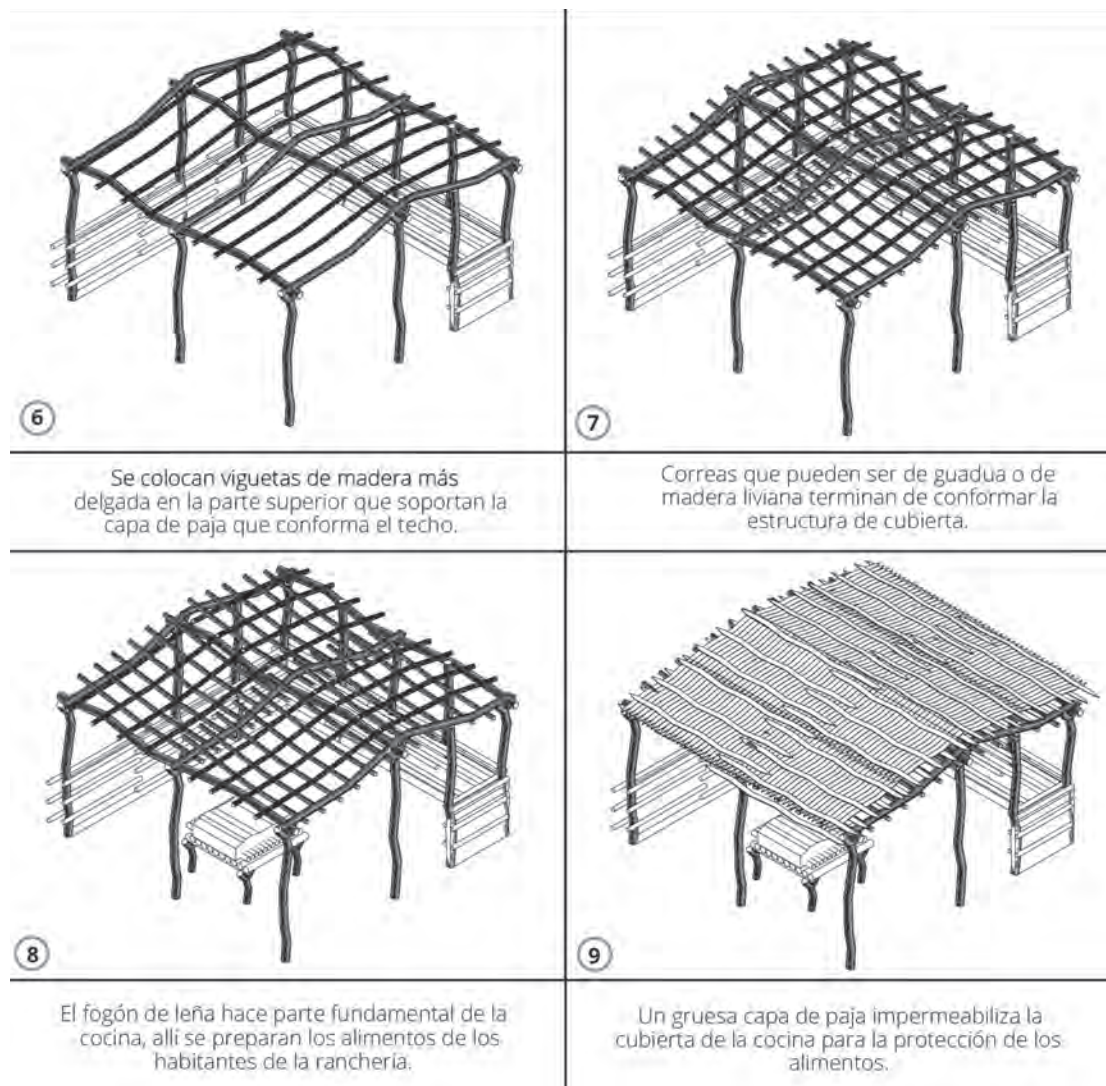 6
Se colocan viguetas de madera más
delgada en la parte superior que soportan la
capa de paja que conforma el techo.
7
Correas que pueden ser de guadua o de
madera liviana terminan de conformar la
estructura de cubierta.
8
El fogón de leña hace parte fundamental de la
cocina, allí se preparan los alimentos de los
habitantes de la ranchería.
9
Un gruesa capa de paja impermeabiliza la
cubierta de la cocina para la protección de los
alimentos.